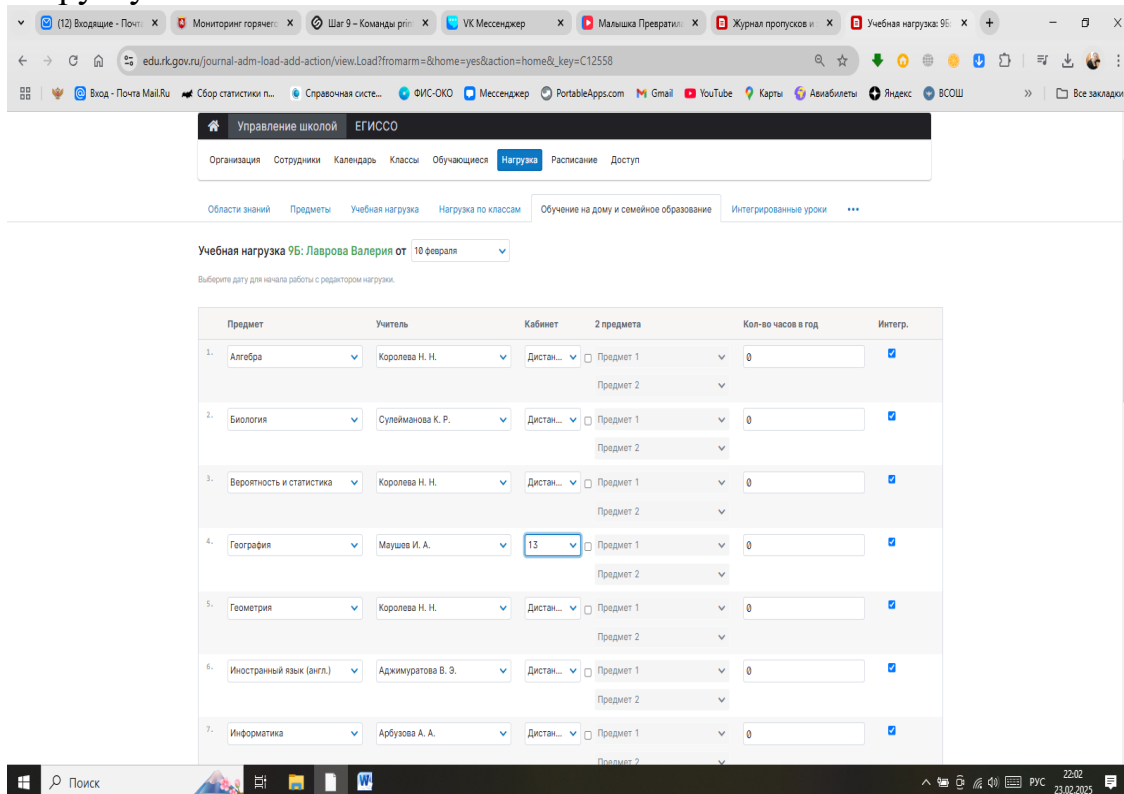 (12) Входящие - Почт
Мониторинг горячего
Шаг 9 – Команды prin
VK Мессенджер
Малышка Преврати
Журнал пропусков и
Учебная нагрузка: 9Б:
edu.rk.gov.ru/journal-adm-load-add-action/view.Load?fromarm=&home=yes&action=home&_key=C12558
Вход - Почта Mail.Ru
Сбор статистики п...
Справочная систе...
ФИС-ОКО
Мессенджер
PortableApps.com
Gmail
YouTube
Карты
Авиабилеты
Яндекс
ВСОШ
»
Все закладки
Управление школой ЕГИССО
Организация Сотрудники Календарь Классы Обучающиеся Нагрузка Расписание Доступ
Области знаний Предметы Учебная нагрузка Нагрузка по классам Обучение на дому и семейное образование Интегрированные уроки •••
Учебная нагрузка 9Б: Лаврова Валерия от 10 февраля
Выберите дату для начала работы с редактором нагрузки.
Предмет Учитель Кабинет 2 предмета Кол-во часов в год Интегр.
1. Алгебра Королева Н. Н. Дистан... Предмет 1 0
Предмет 2
2. Биология Сулейманова К. Р. Дистан... Предмет 1 0
Предмет 2
3. Вероятность и статистика Королева Н. Н. Дистан... Предмет 1 0
Предмет 2
4. География Маушев И. А. 13 Предмет 1 0
Предмет 2
5. Геометрия Королева Н. Н. Дистан... Предмет 1 0
Предмет 2
6. Иностранный язык (англ.) Аджимуратова В. Э. Дистан... Предмет 1 0
Предмет 2
7. Информатика Арбузова А. А. Дистан... Предмет 1 0
Предмет 2
Поиск
РУС
22:02
23.02.2025